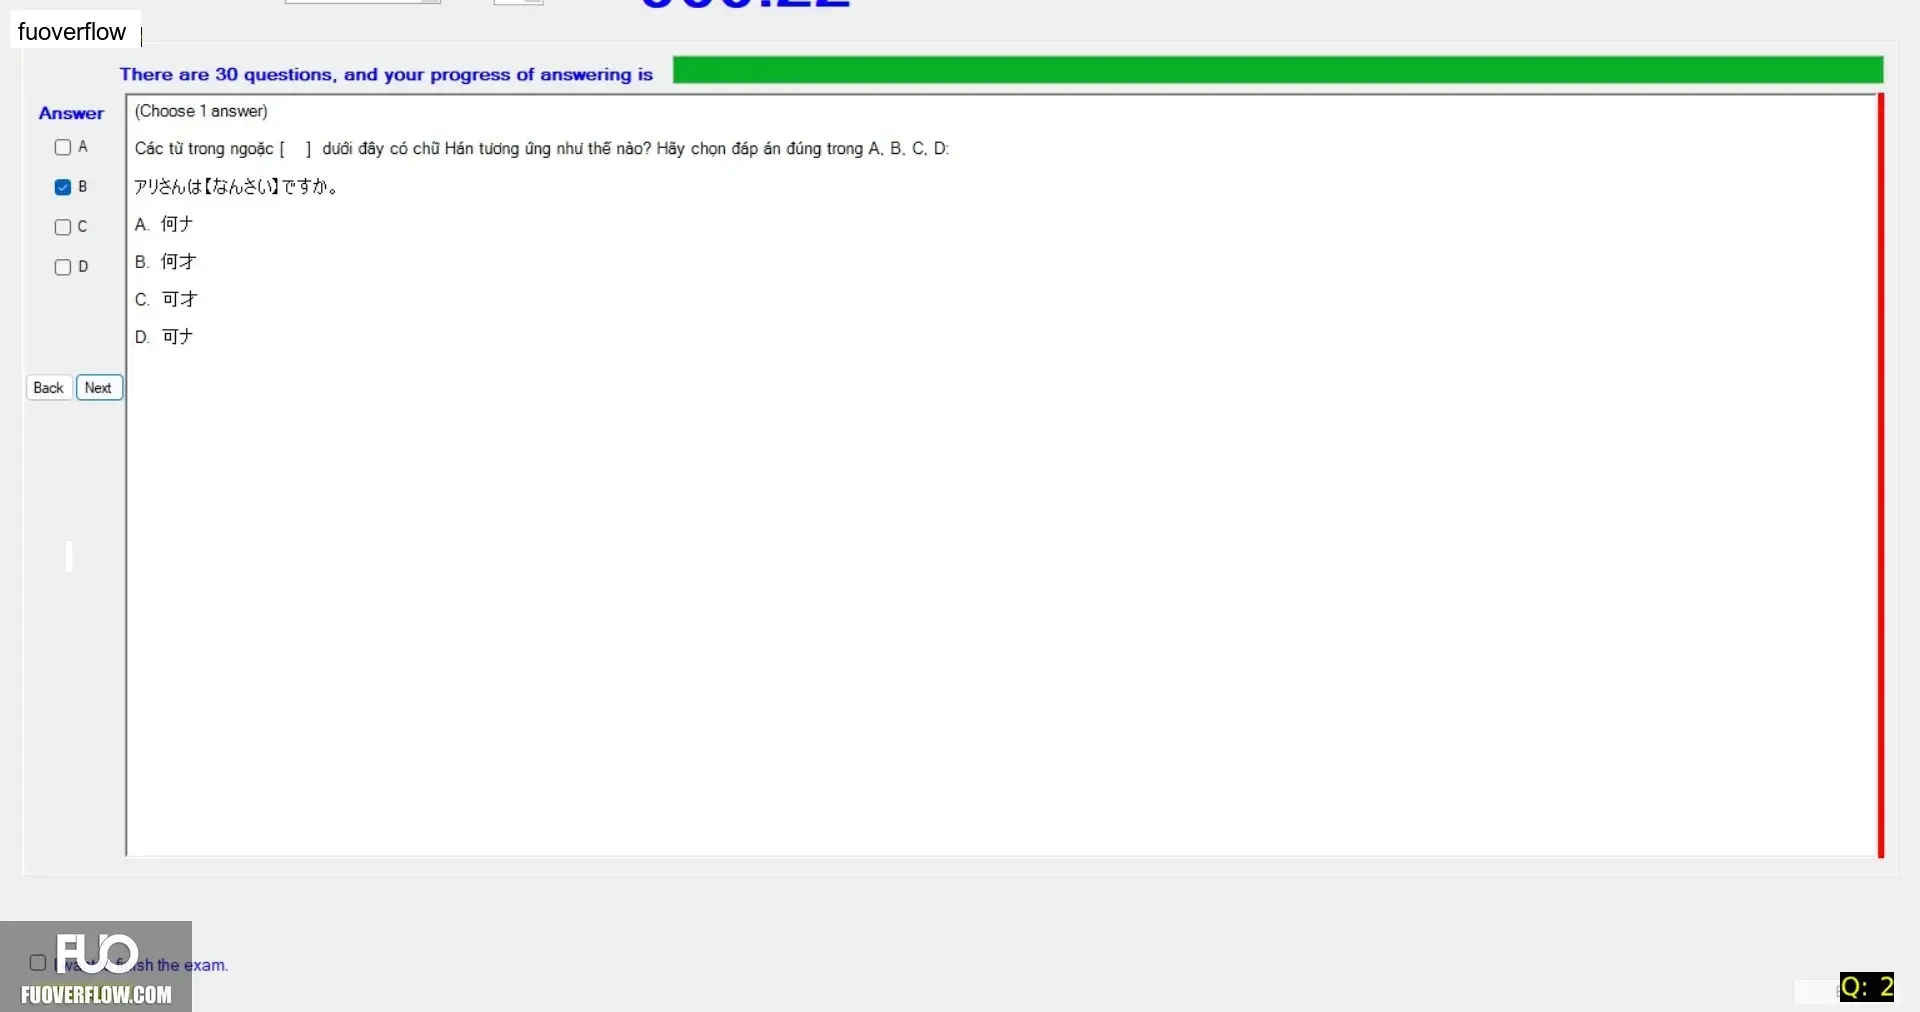 fuoverflow
There are 30 questions, and your progress of answering is
Answer
(Choose 1 answer)
A
Các từ trong ngoặc [ ] dưới đây có chữ Hán tương ứng như thế nào? Hãy chọn đáp án đúng trong A, B, C, D:
B
アリさんは【なんさい】ですか。
C
A. 何ナ
D
B. 何才
C. 可才
D. 可ナ
Back Next
FUO
finish the exam.
FUOVERFLOW.COM
Q: 2